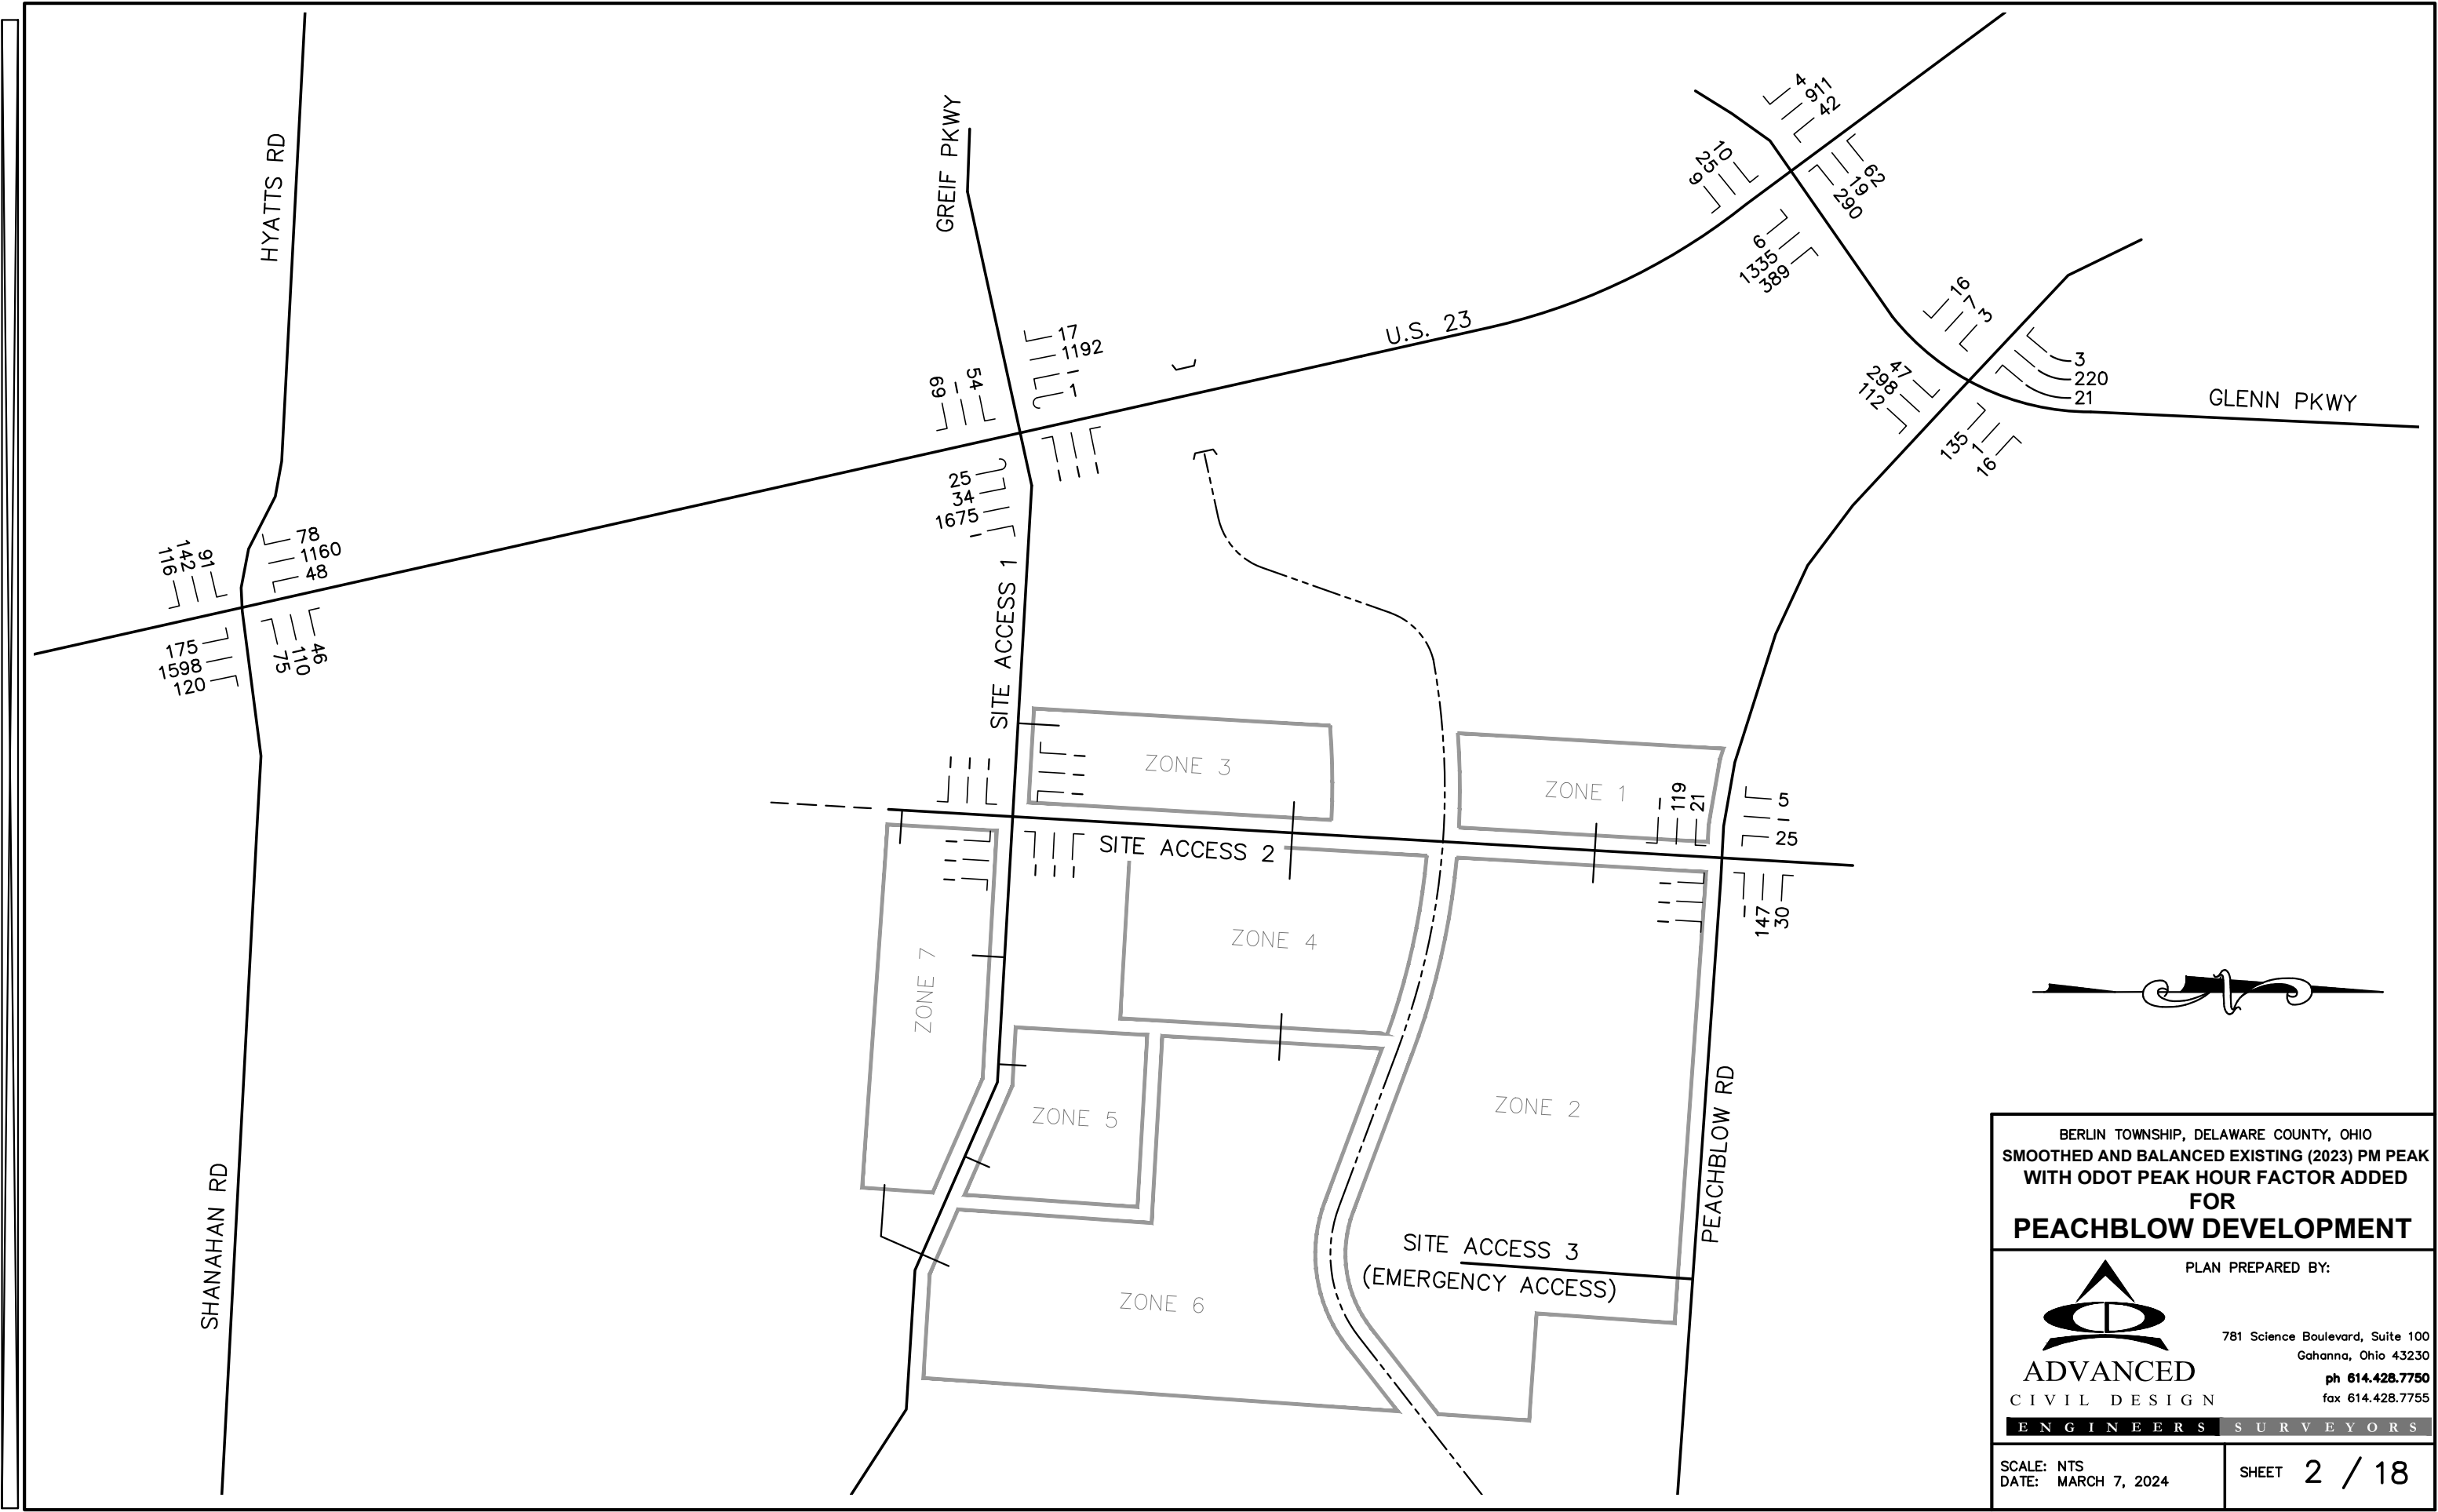 HYATTS RD
GREIF PKWY
4
911
42
10
25
9
62
19
290
6
1335
389
U.S. 23
16
7
3
47
298
112
3
220
21
GLENN PKWY
135
1
16
17
1192
–
1
69
–
54
25
34
1675
–
– – –
116
142
91
78
1160
48
175
1598
120
75
110
46
SITE ACCESS 1
ZONE 3
ZONE 1
– – –
–
–
–
–
119
21
5
–
25
SITE ACCESS 2
–
–
–
– – –
–
–
–
–
147
30
ZONE 7
ZONE 4
ZONE 5
ZONE 2
PEACHBLOW RD
SHANAHAN RD
SITE ACCESS 3
(EMERGENCY ACCESS)
ZONE 6
N
BERLIN TOWNSHIP, DELAWARE COUNTY, OHIO
SMOOTHED AND BALANCED EXISTING (2023) PM PEAK
WITH ODOT PEAK HOUR FACTOR ADDED
FOR
PEACHBLOW DEVELOPMENT
PLAN PREPARED BY:
781 Science Boulevard, Suite 100
Gahanna, Ohio 43230
ph 614.428.7750
fax 614.428.7755
ADVANCED
CIVIL DESIGN
ENGINEERS SURVEYORS
SCALE: NTS
DATE: MARCH 7, 2024
SHEET 2 / 18